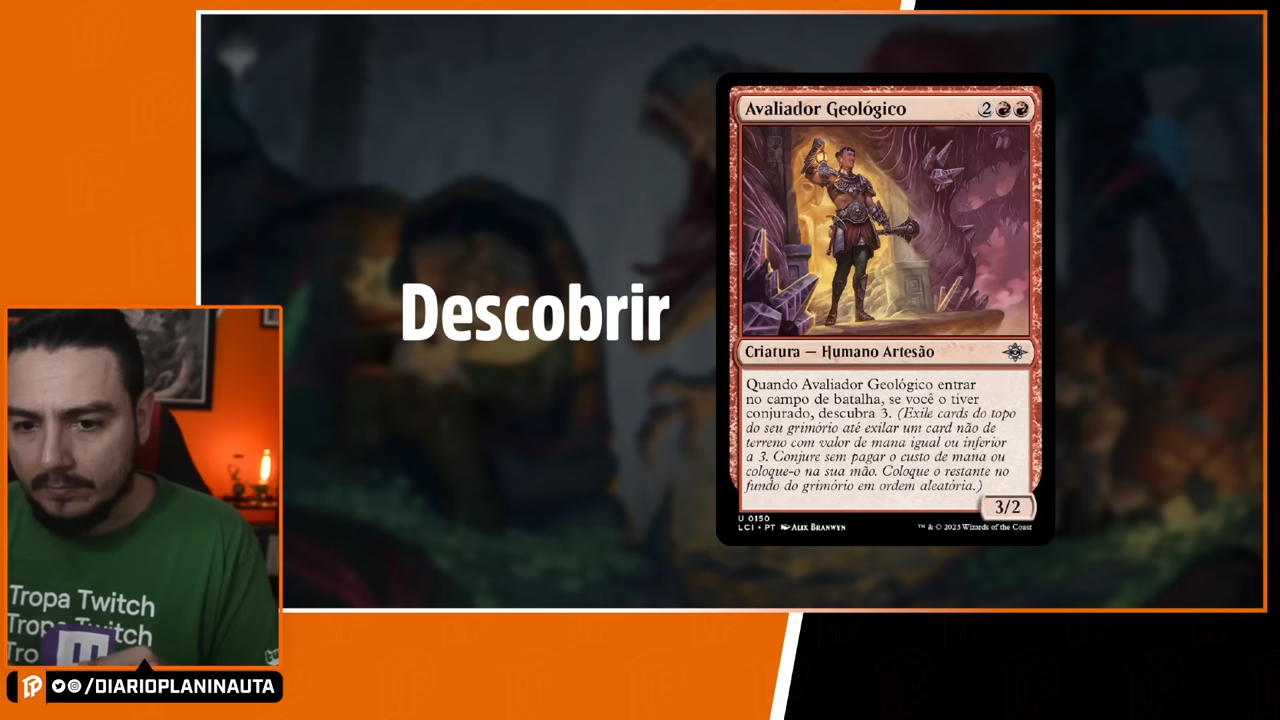 Descobrir
Avaliador Geológico
2
Criatura — Humano Artesão
Quando Avaliador Geológico entrar
no campo de batalha, se você o tiver
conjurado, descubra 3. (Exile cards do topo
do seu grimório até exilar um card não de
terreno com valor de mana igual ou inferior
a 3. Conjure sem pagar o custo de mana ou
coloque-o na sua mão. Coloque o restante no
fundo do grimório em ordem aleatória.)
3/2
U 0150
LCI • PT Alix Branwyn
™ & © 2023 Wizards of the Coast
Tropa Twitch
Tropa Twitch
Tro
/DIARIOPLANINAUTA